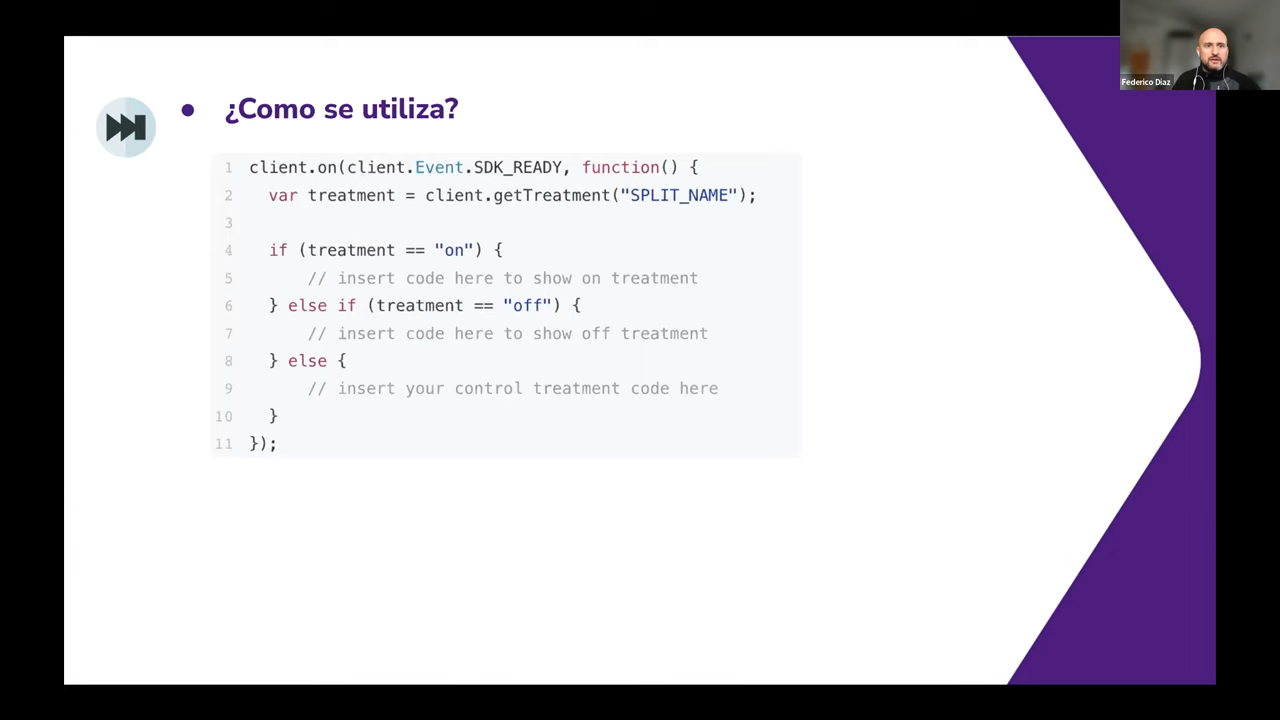 ¿Como se utiliza?
1 client.on(client.Event.SDK_READY, function() {
2   var treatment = client.getTreatment("SPLIT_NAME");
3
4   if (treatment == "on") {
5       // insert code here to show on treatment
6   } else if (treatment == "off") {
7       // insert code here to show off treatment
8   } else {
9       // insert your control treatment code here
10   }
11 });
Federico Diaz